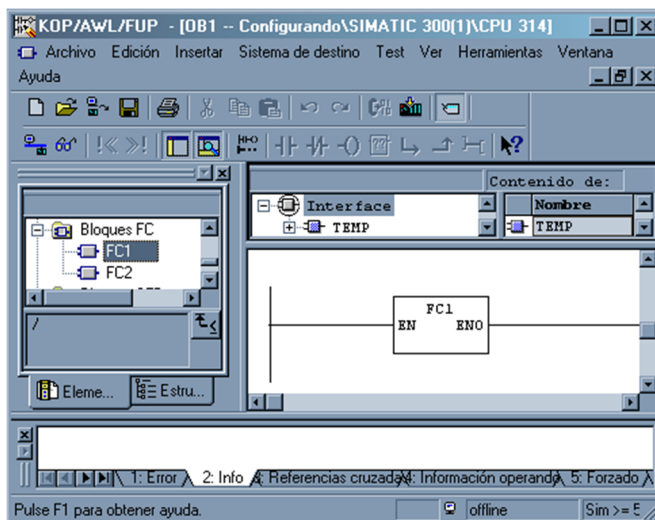 KOP/AWL/FUP - [OB1 -- Configurando\SIMATIC 300(1)\CPU 314]
Archivo Edición Insertar Sistema de destino Test Ver Herramientas Ventana
Ayuda
Contenido de:
Interface
Nombre
TEMP
TEMP
Bloques FC
FC1
FC2
/
Eleme...
Estru...
FC1
EN ENO
1: Error
2: Info
Referencias cruzadas
4: Información operando
5: Forzado
Pulse F1 para obtener ayuda.
offline
Sim >= 5